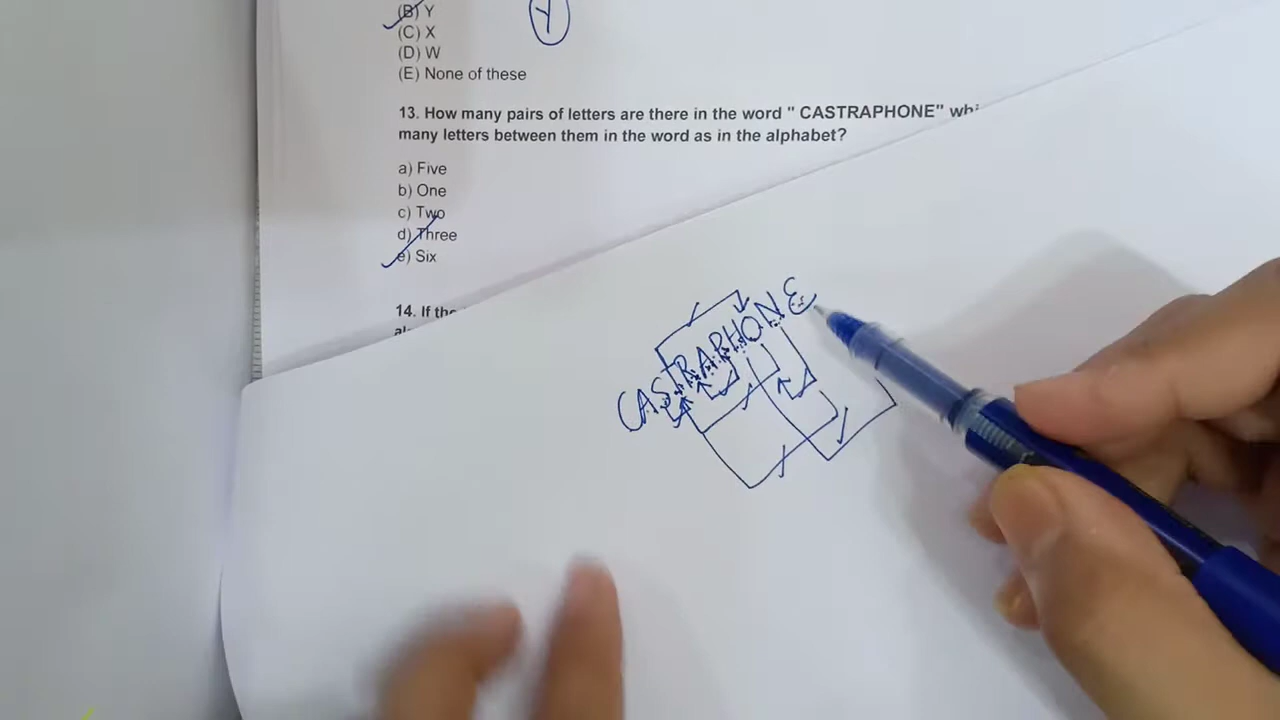 (B) Y
Y
(C) X
(D) W
(E) None of these
13. How many pairs of letters are there in the word " CASTRAPHONE"
many letters between them in the word as in the alphabet?
a) Five
b) One
c) Two
d) Three
e) Six
14. If the
CASTRAPHONE